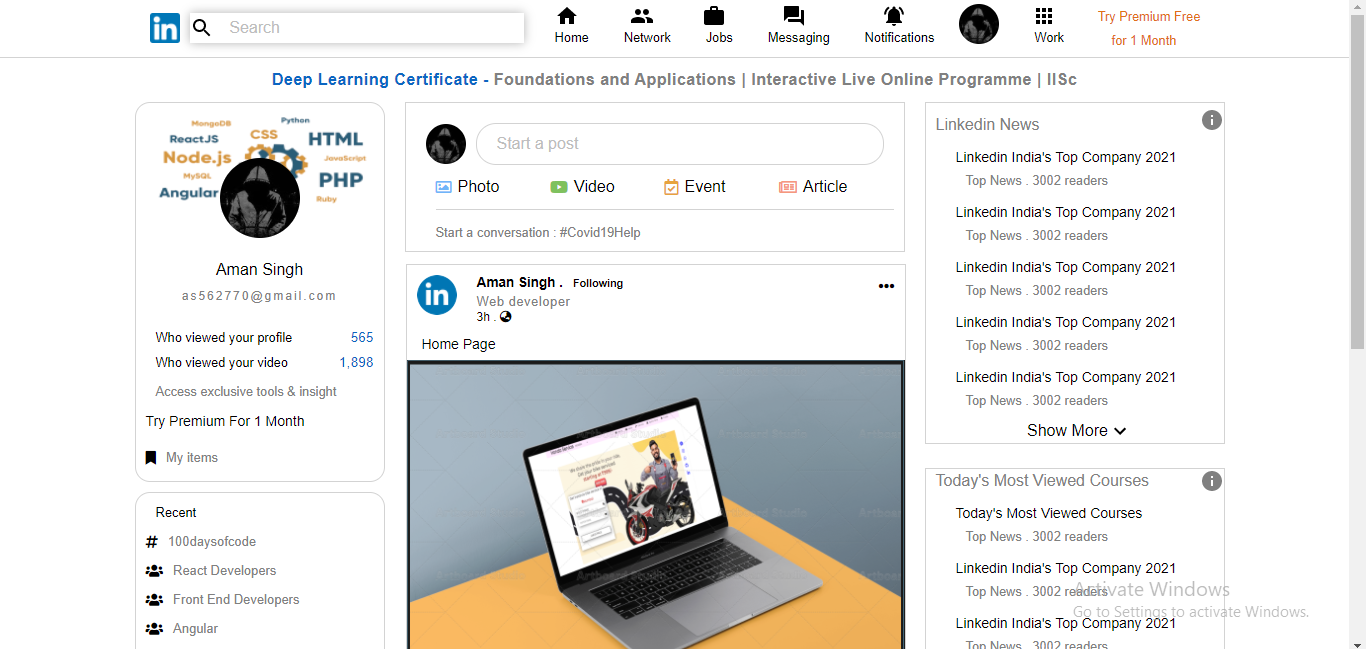 in
Search
Home
Network
Jobs
Messaging
Notifications
Work
Try Premium Free
for 1 Month
Deep Learning Certificate - Foundations and Applications | Interactive Live Online Programme | IISc
MongoDB
Python
ReactJS
CSS
HTML
Node.js
JavaScript
MySQL
PHP
Angular
Ruby
Aman Singh
as562770@gmail.com
Who viewed your profile 565
Who viewed your video 1,898
Access exclusive tools & insight
Try Premium For 1 Month
My items
Recent
# 100daysofcode
React Developers
Front End Developers
Angular
Start a post
Photo
Video
Event
Article
Start a conversation : #Covid19Help
in
Aman Singh . Following
Web developer
3h .
Home Page
Linkedin News
Linkedin India's Top Company 2021
Top News . 3002 readers
Linkedin India's Top Company 2021
Top News . 3002 readers
Linkedin India's Top Company 2021
Top News . 3002 readers
Linkedin India's Top Company 2021
Top News . 3002 readers
Linkedin India's Top Company 2021
Top News . 3002 readers
Show More
Today's Most Viewed Courses
Today's Most Viewed Courses
Top News . 3002 readers
Linkedin India's Top Company 2021
Top News . 3002 readers
Linkedin India's Top Company 2021
Top News . 3002 readers
Activate Windows
Go to Settings to activate Windows.